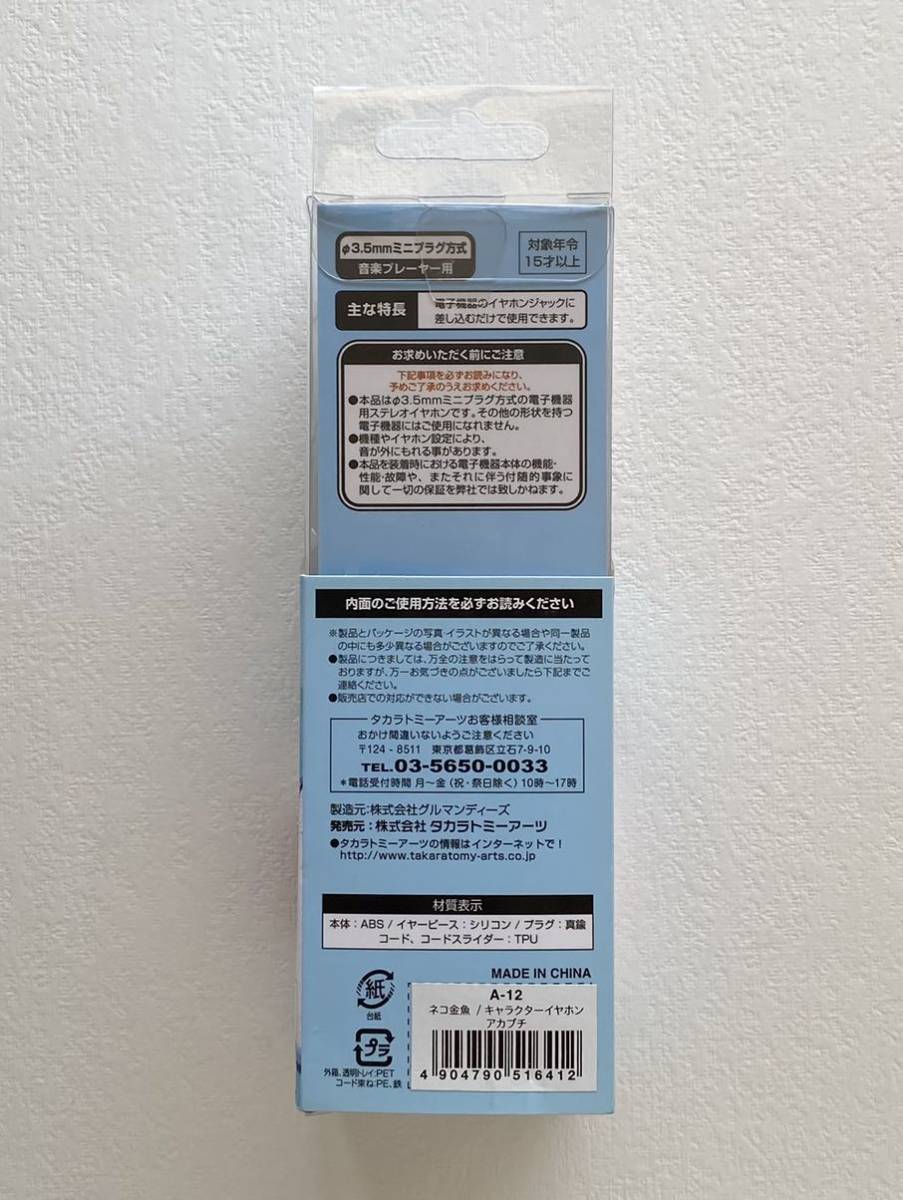 φ3.5mmミニプラグ方式
音楽プレーヤー用
対象年令
15才以上
主な特長
電子機器のイヤホンジャックに
差し込むだけで使用できます。
お求めいただく前にご注意
下記事項を必ずお読みになり、
予めご了承のうえお求めください。
●本品はφ3.5mmミニプラグ方式の電子機器
用ステレオイヤホンです。その他の形状を持つ
電子機器にはご使用になれません。
●機種やイヤホン設定により、
音が外にもれる事があります。
●本品を装着時における電子機器本体の機能・
性能・故障や、またそれに伴う付随的事象に
関して一切の保証を弊社では致しかねます。
内面のご使用方法を必ずお読みください
※製品とパッケージの写真・イラストが異なる場合や同一製品
の中にも多少異なる場合がございますのでご了承ください。
●製品につきましては、万全の注意をはらって製造に当たって
おりますが、万一お気づきの点がございましたら下記までご
連絡ください。
●販売店での対応ができない場合がございます。
タカラトミーアーツお客様相談室
おかけ間違いないようご注意ください
〒124-8511 東京都葛飾区立石7-9-10
TEL.03-5650-0033
*電話受付時間 月〜金（祝・祭日除く）10時〜17時
製造元:株式会社グルマンディーズ
発売元:株式会社 タカラトミーアーツ
●タカラトミーアーツの情報はインターネットで！
http://www.takaratomy-arts.co.jp
材質表示
本体：ABS / イヤーピース：シリコン / プラグ：真鍮
コード、コードスライダー：TPU
MADE IN CHINA
紙
台紙
プラ
外箱、透明トレイ:PET
コード束ね:PE、鉄
A-12
ネコ金魚 / キャラクターイヤホン
アカブチ
4 904790 516412